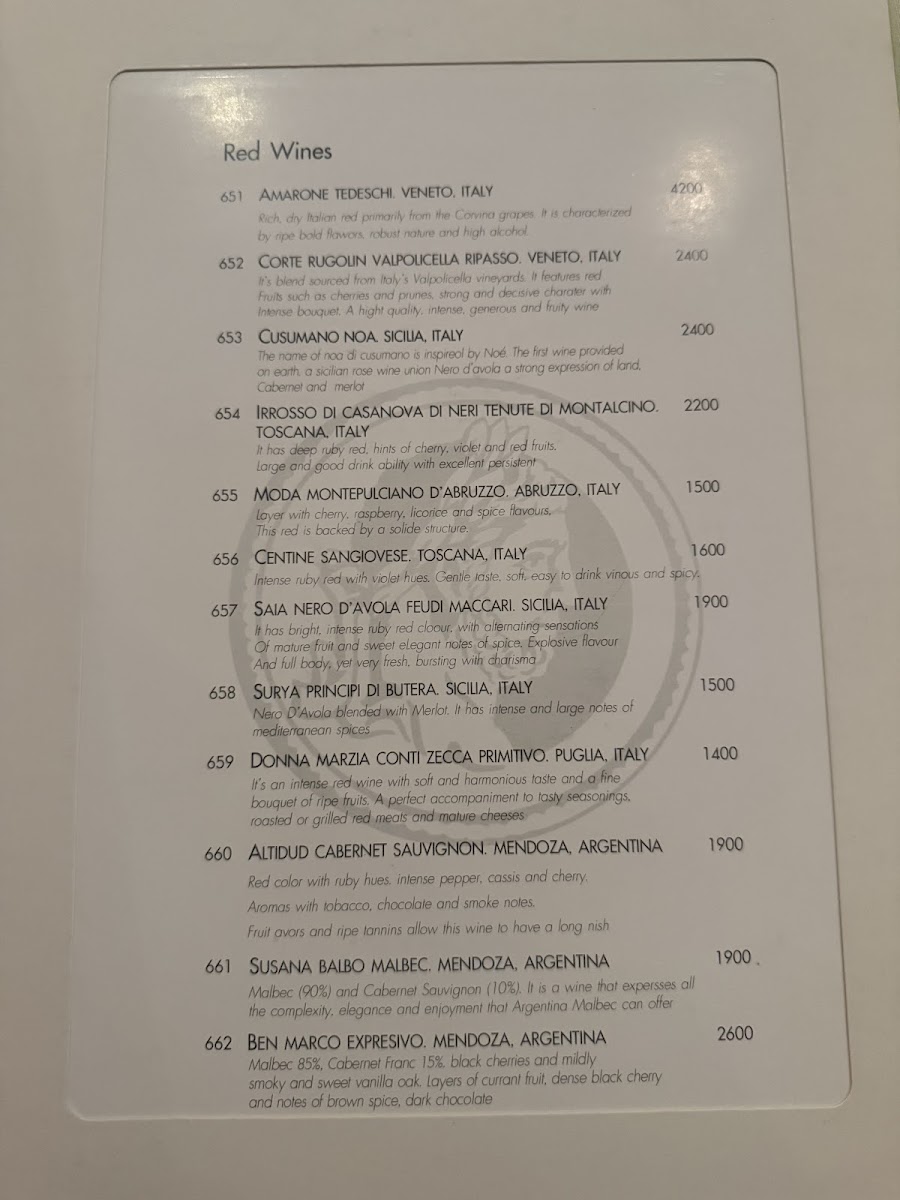 Red Wines
651 AMARONE TEDESCHI. VENETO, ITALY 4200
Rich, dry Italian red primarily from the Corvina grapes. It is characterized
by ripe bold flavors, robust nature and high alcohol.
652 CORTE RUGOLIN VALPOLICELLA RIPASSO. VENETO, ITALY 2400
It's blend sourced from Italy's Valpolicella vineyards. It features red
Fruits such as cherries and prunes, strong and decisive charater with
Intense bouquet. A hight quality, intense, generous and fruity wine
653 CUSUMANO NOA. SICILIA, ITALY 2400
The name of noa di cusumano is inspireol by Noé. The first wine provided
on earth, a sicilian rose wine union Nero d'avola a strong expression of land,
Cabernet and merlot
654 IRROSSO DI CASANOVA DI NERI TENUTE DI MONTALCINO. 2200
TOSCANA, ITALY
It has deep ruby red, hints of cherry, violet and red fruits.
Large and good drink ability with excellent persistent
655 MODA MONTEPULCIANO D'ABRUZZO. ABRUZZO, ITALY 1500
Layer with cherry, raspberry, licorice and spice flavours,
This red is backed by a solide structure.
656 CENTINE SANGIOVESE. TOSCANA, ITALY 1600
Intense ruby red with violet hues. Gentle taste, soft, easy to drink vinous and spicy.
657 SAIA NERO D'AVOLA FEUDI MACCARI. SICILIA, ITALY 1900
It has bright, intense ruby red cloour, with alternating sensations
Of mature fruit and sweet elegant notes of spice. Explosive flavour
And full body, yet very fresh, bursting with charisma
658 SURYA PRINCIPI DI BUTERA. SICILIA, ITALY 1500
Nero D'Avola blended with Merlot. It has intense and large notes of
mediterranean spices
659 DONNA MARZIA CONTI ZECCA PRIMITIVO. PUGLIA, ITALY 1400
It's an intense red wine with soft and harmonious taste and a fine
bouquet of ripe fruits. A perfect accompaniment to tasty seasonings,
roasted or grilled red meats and mature cheeses
660 ALTIDUD CABERNET SAUVIGNON. MENDOZA, ARGENTINA 1900
Red color with ruby hues. intense pepper, cassis and cherry.
Aromas with tobacco, chocolate and smoke notes.
Fruit avors and ripe tannins allow this wine to have a long nish
661 SUSANA BALBO MALBEC. MENDOZA, ARGENTINA 1900
Malbec (90%) and Cabernet Sauvignon (10%). It is a wine that expersses all
the complexity, elegance and enjoyment that Argentina Malbec can offer
662 BEN MARCO EXPRESIVO. MENDOZA, ARGENTINA 2600
Malbec 85%, Cabernet Franc 15%. black cherries and mildly
smoky and sweet vanilla oak. Layers of currant fruit, dense black cherry
and notes of brown spice, dark chocolate